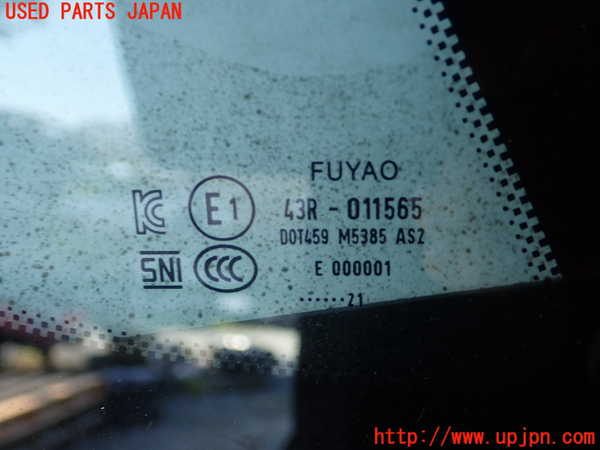 USED PARTS JAPAN
FUYAO
KC E1 43R - 011565
DOT459 M5385 AS2
SNI CCC E 000001
......21
http://www.upjpn.com/